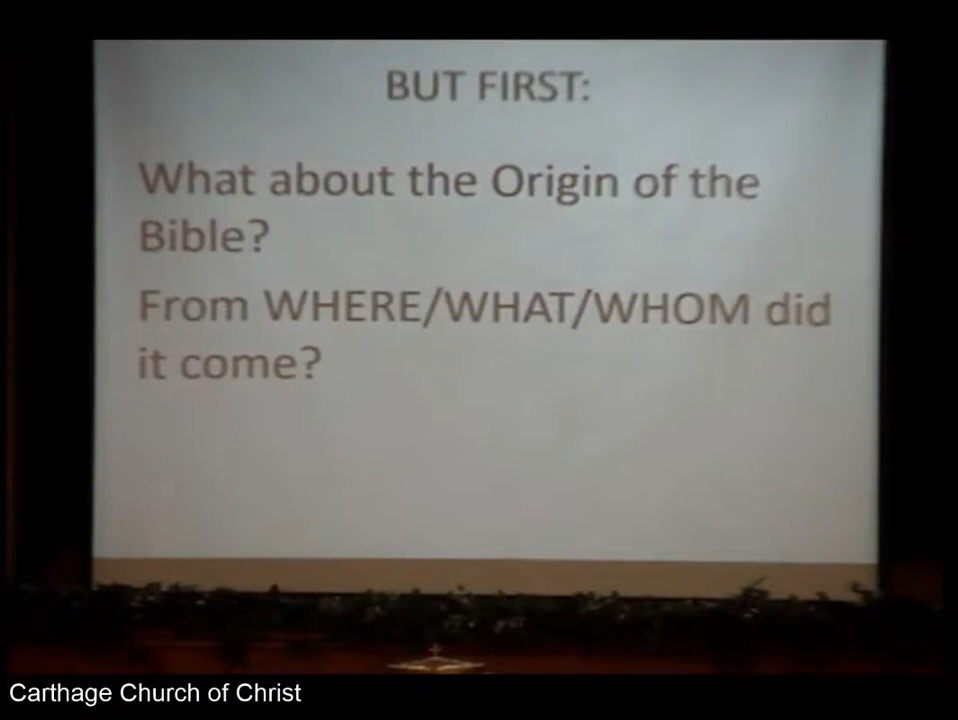 BUT FIRST:
What about the Origin of the
Bible?
From WHERE/WHAT/WHOM did
it come?
Carthage Church of Christ